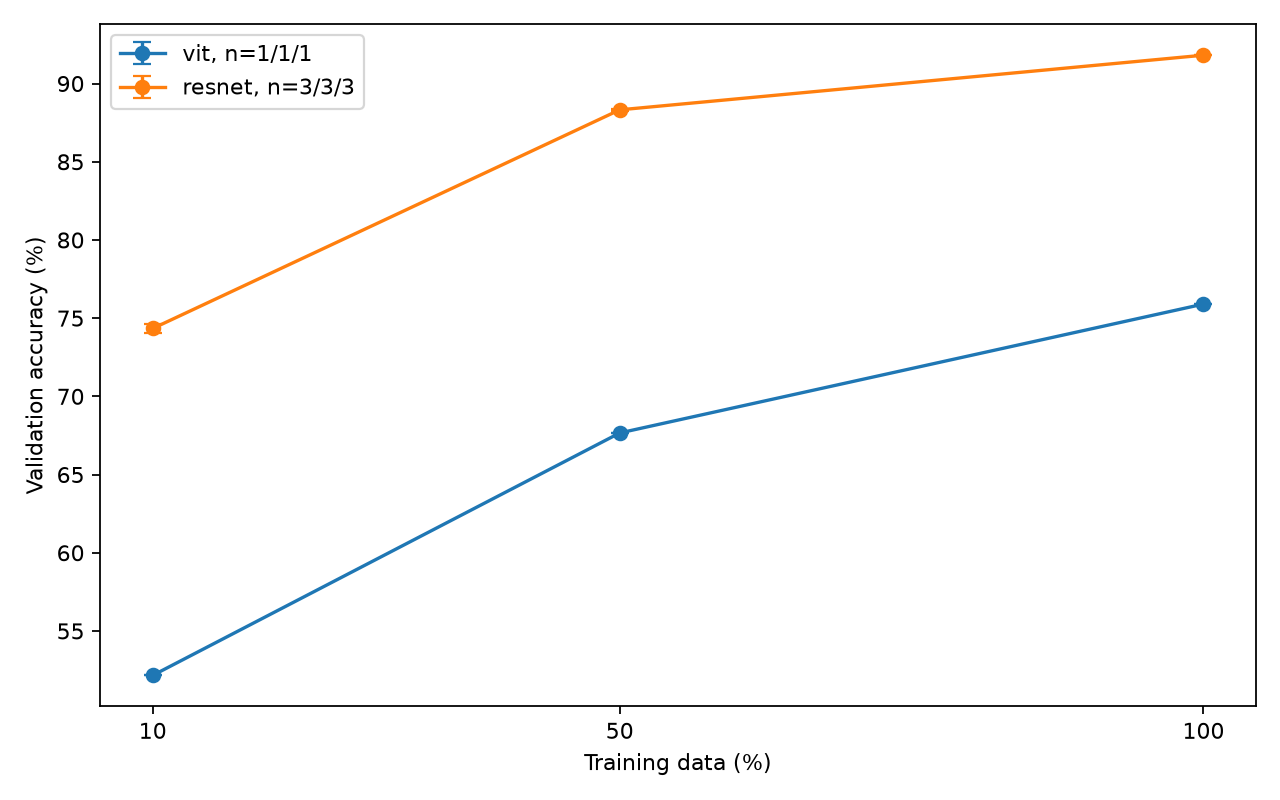 vit, n=1/1/1
resnet, n=3/3/3
90
85
80
75
70
65
60
55
Validation accuracy (%)
10 50 100
Training data (%)